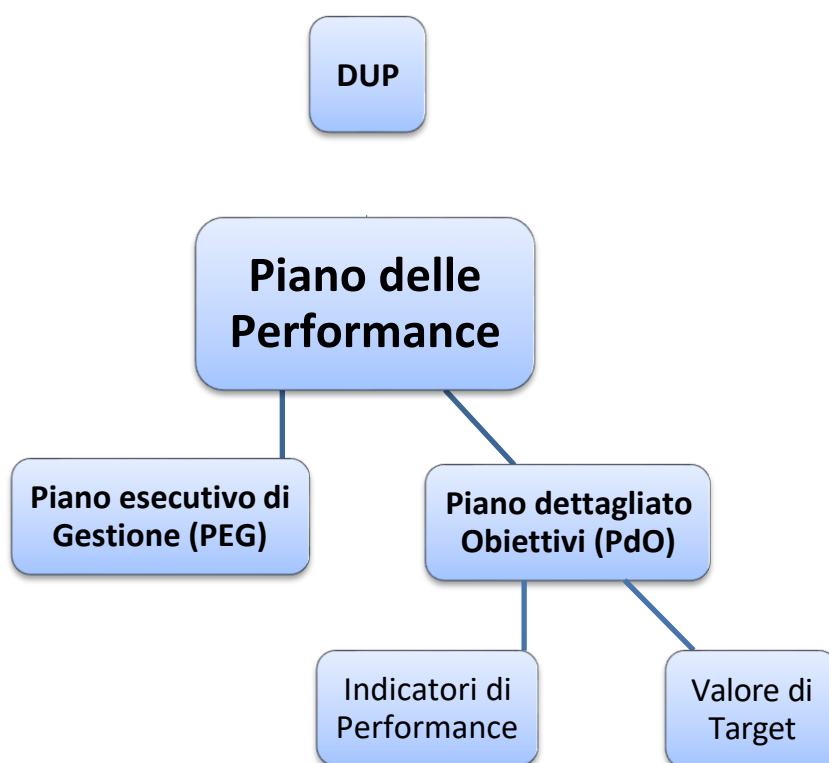 DUP
Piano delle
Performance
Piano esecutivo di
Gestione (PEG)
Piano dettagliato
Obiettivi (PdO)
Indicatori di
Performance
Valore di
Target